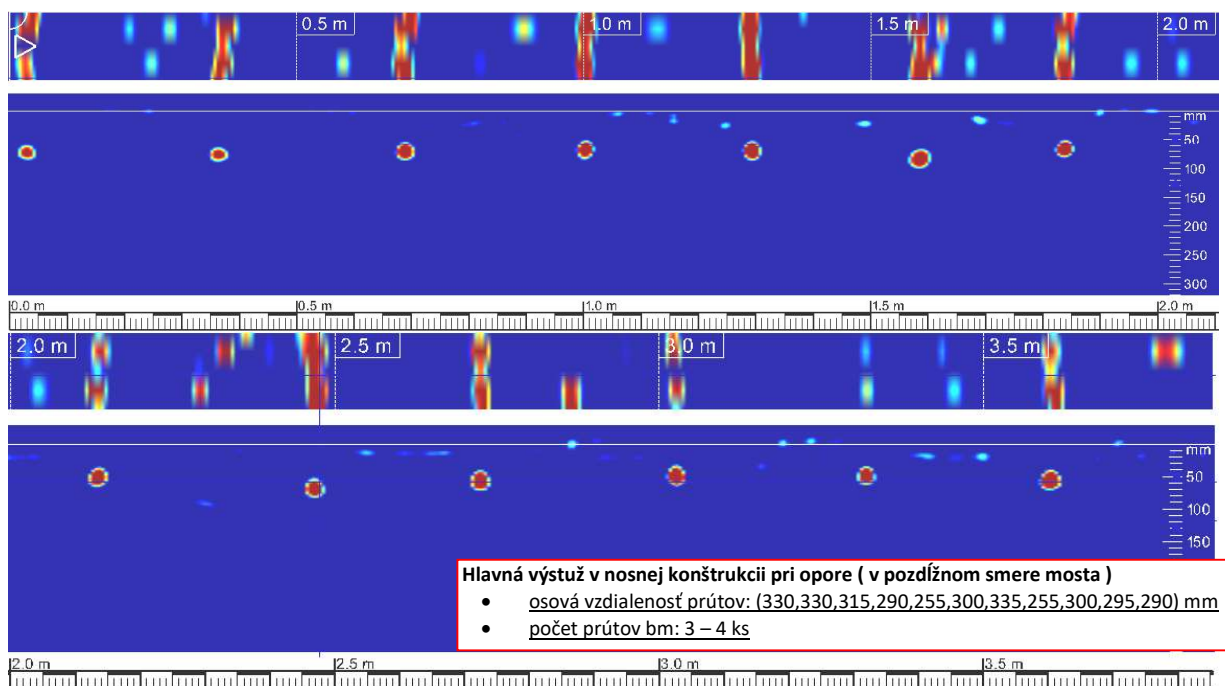 0.5 m 1.0 m 1.5 m 2.0 m
mm
50
100
150
200
250
300
0.0 m 0.5 m 1.0 m 1.5 m 2.0 m
2.0 m 2.5 m 3.0 m 3.5 m
mm
50
100
150
Hlavná výstuž v nosnej konštrukcii pri opore ( v pozdĺžnom smere mosta )
• osová vzdialenosť prútov: (330,330,315,290,255,300,335,255,300,295,290) mm
• počet prútov bm: 3 – 4 ks
2.0 m 2.5 m 3.0 m 3.5 m